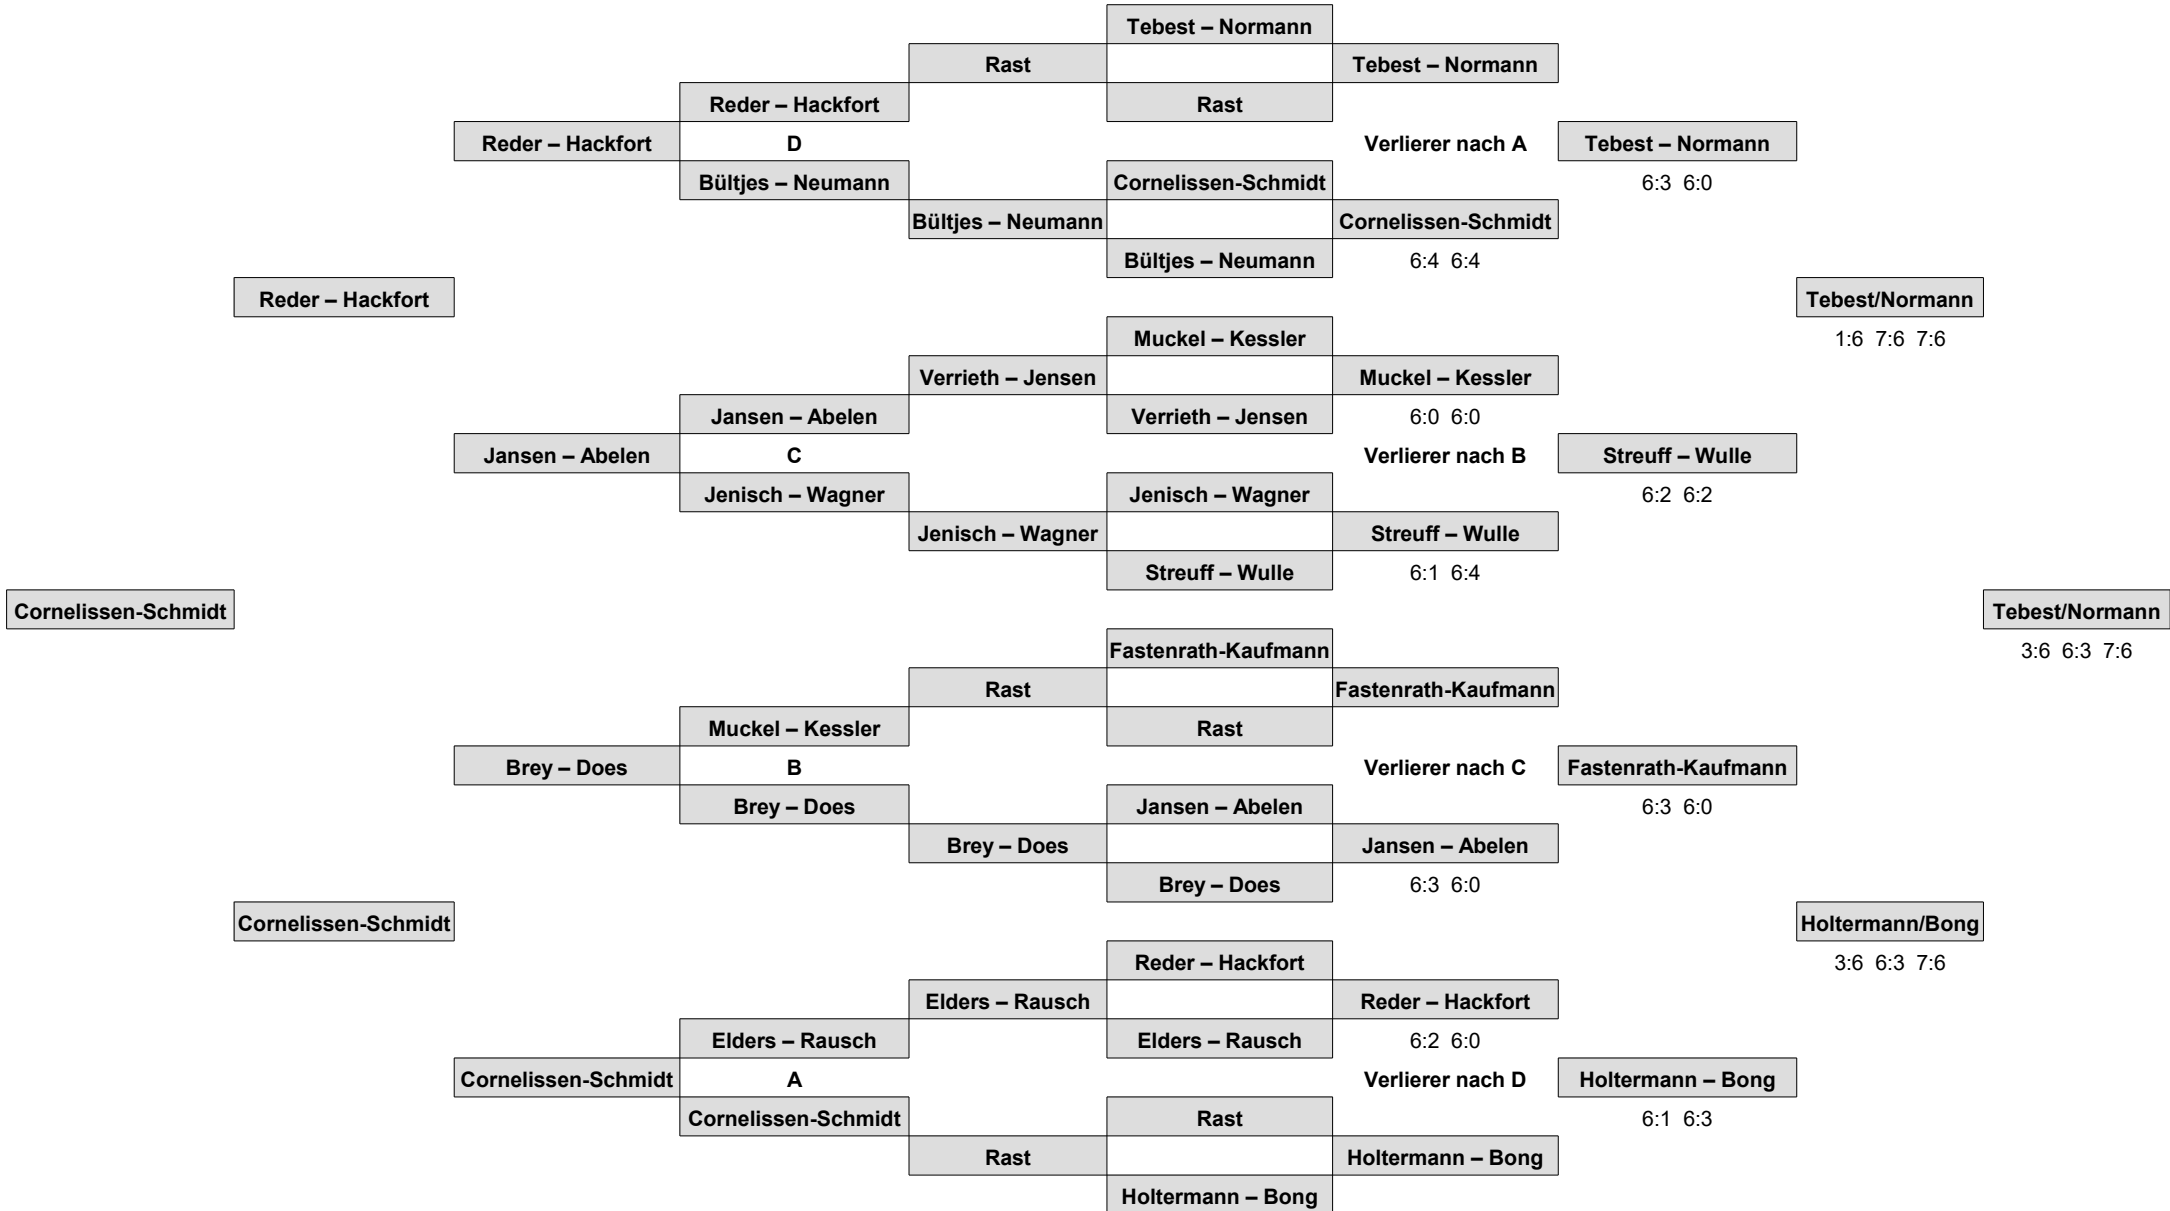 Tebest – Normann
Rast Tebest – Normann
Reder – Hackfort Rast
Reder – Hackfort D Verlierer nach A Tebest – Normann
Bültjes – Neumann Cornelissen-Schmidt 6:3 6:0
Bültjes – Neumann Cornelissen-Schmidt
Bültjes – Neumann 6:4 6:4
Reder – Hackfort Tebest/Normann
Muckel – Kessler 1:6 7:6 7:6
Verrieth – Jensen Muckel – Kessler
Jansen – Abelen Verrieth – Jensen 6:0 6:0
Jansen – Abelen C Verlierer nach B Streuff – Wulle
Jenisch – Wagner Jenisch – Wagner 6:2 6:2
Jenisch – Wagner Streuff – Wulle
Streuff – Wulle 6:1 6:4
Cornelissen-Schmidt Tebest/Normann
Fastenrath-Kaufmann 3:6 6:3 7:6
Rast Fastenrath-Kaufmann
Muckel – Kessler Rast
Brey – Does B Verlierer nach C Fastenrath-Kaufmann
Brey – Does Jansen – Abelen 6:3 6:0
Brey – Does Jansen – Abelen
Brey – Does 6:3 6:0
Cornelissen-Schmidt Holtermann/Bong
Reder – Hackfort 3:6 6:3 7:6
Elders – Rausch Reder – Hackfort
Elders – Rausch Elders – Rausch 6:2 6:0
Cornelissen-Schmidt A Verlierer nach D Holtermann – Bong
Cornelissen-Schmidt Rast 6:1 6:3
Rast Holtermann – Bong
Holtermann – Bong